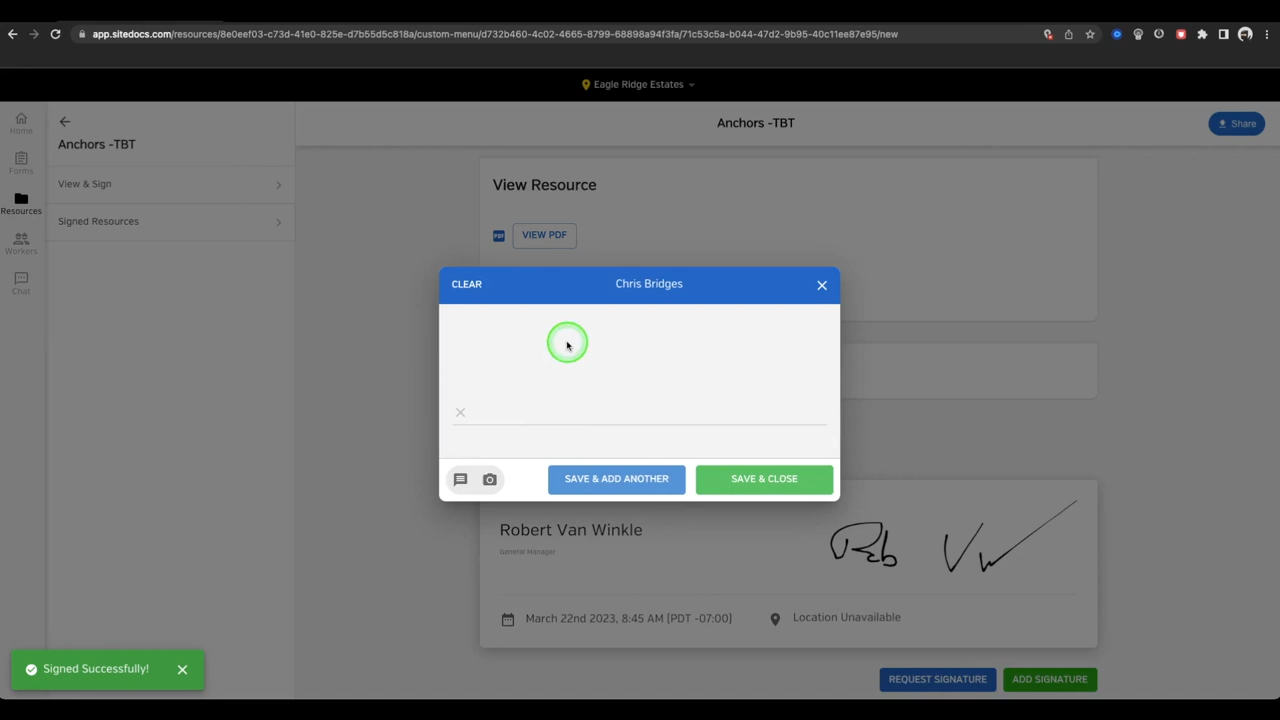 app.sitedocs.com/resources/8e0eef03-c73d-41e0-825e-d7b55d5c818a/custom-menu/d732b460-4c02-4665-8799-68898a94f3fa/71c53c5a-b044-47d2-9b95-40c11ee87e95/new
Eagle Ridge Estates
Home
Forms
Resources
Workers
Chat
Anchors -TBT
View & Sign
Signed Resources
Anchors -TBT
Share
View Resource
PDF
VIEW PDF
CLEAR
Chris Bridges
SAVE & ADD ANOTHER
SAVE & CLOSE
Robert Van Winkle
General Manager
Rob VW
March 22nd 2023, 8:45 AM (PDT -07:00)
Location Unavailable
REQUEST SIGNATURE
ADD SIGNATURE
Signed Successfully!